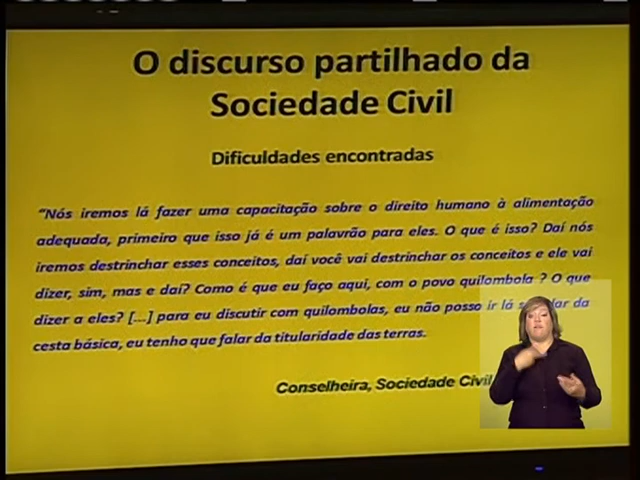 O discurso partilhado da
Sociedade Civil
Dificuldades encontradas
"Nós iremos lá fazer uma capacitação sobre o direito humano à alimentação
adequada, primeiro que isso já é um palavrão para eles. O que é isso? Daí nós
iremos destrinchar esses conceitos, daí você vai destrinchar os conceitos e ele vai
dizer, sim, mas e daí? Como é que eu faço aqui, com o povo quilombola ? O que
dizer a eles? [...] para eu discutir com quilombolas, eu não posso ir lá da
cesta básica, eu tenho que falar da titularidade das terras.
Conselheira, Sociedade Civil